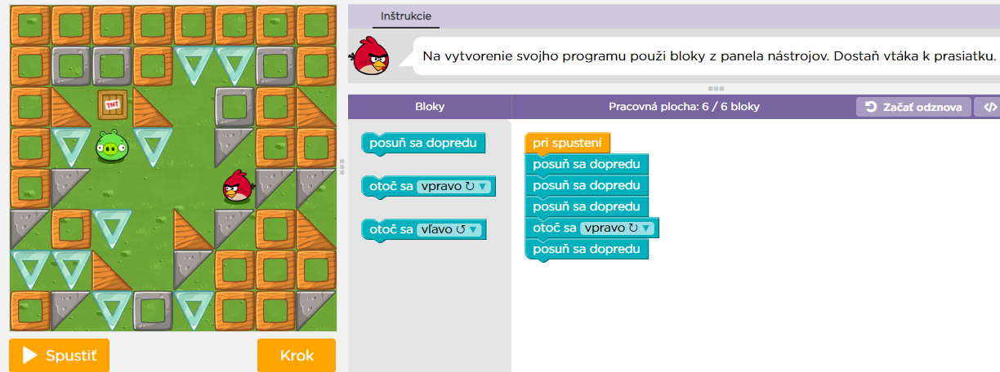 Inštrukcie
Na vytvorenie svojho programu použi bloky z panela nástrojov. Dostaň vtáka k prasiatku.
Bloky
Pracovná plocha: 6 / 6 bloky
Začať odznova
</>
posuň sa dopredu
otoč sa vpravo ↻ ▼
otoč sa vľavo ↺ ▼
pri spustení
posuň sa dopredu
posuň sa dopredu
posuň sa dopredu
otoč sa vpravo ↻ ▼
posuň sa dopredu
TNT
Spustiť
Krok